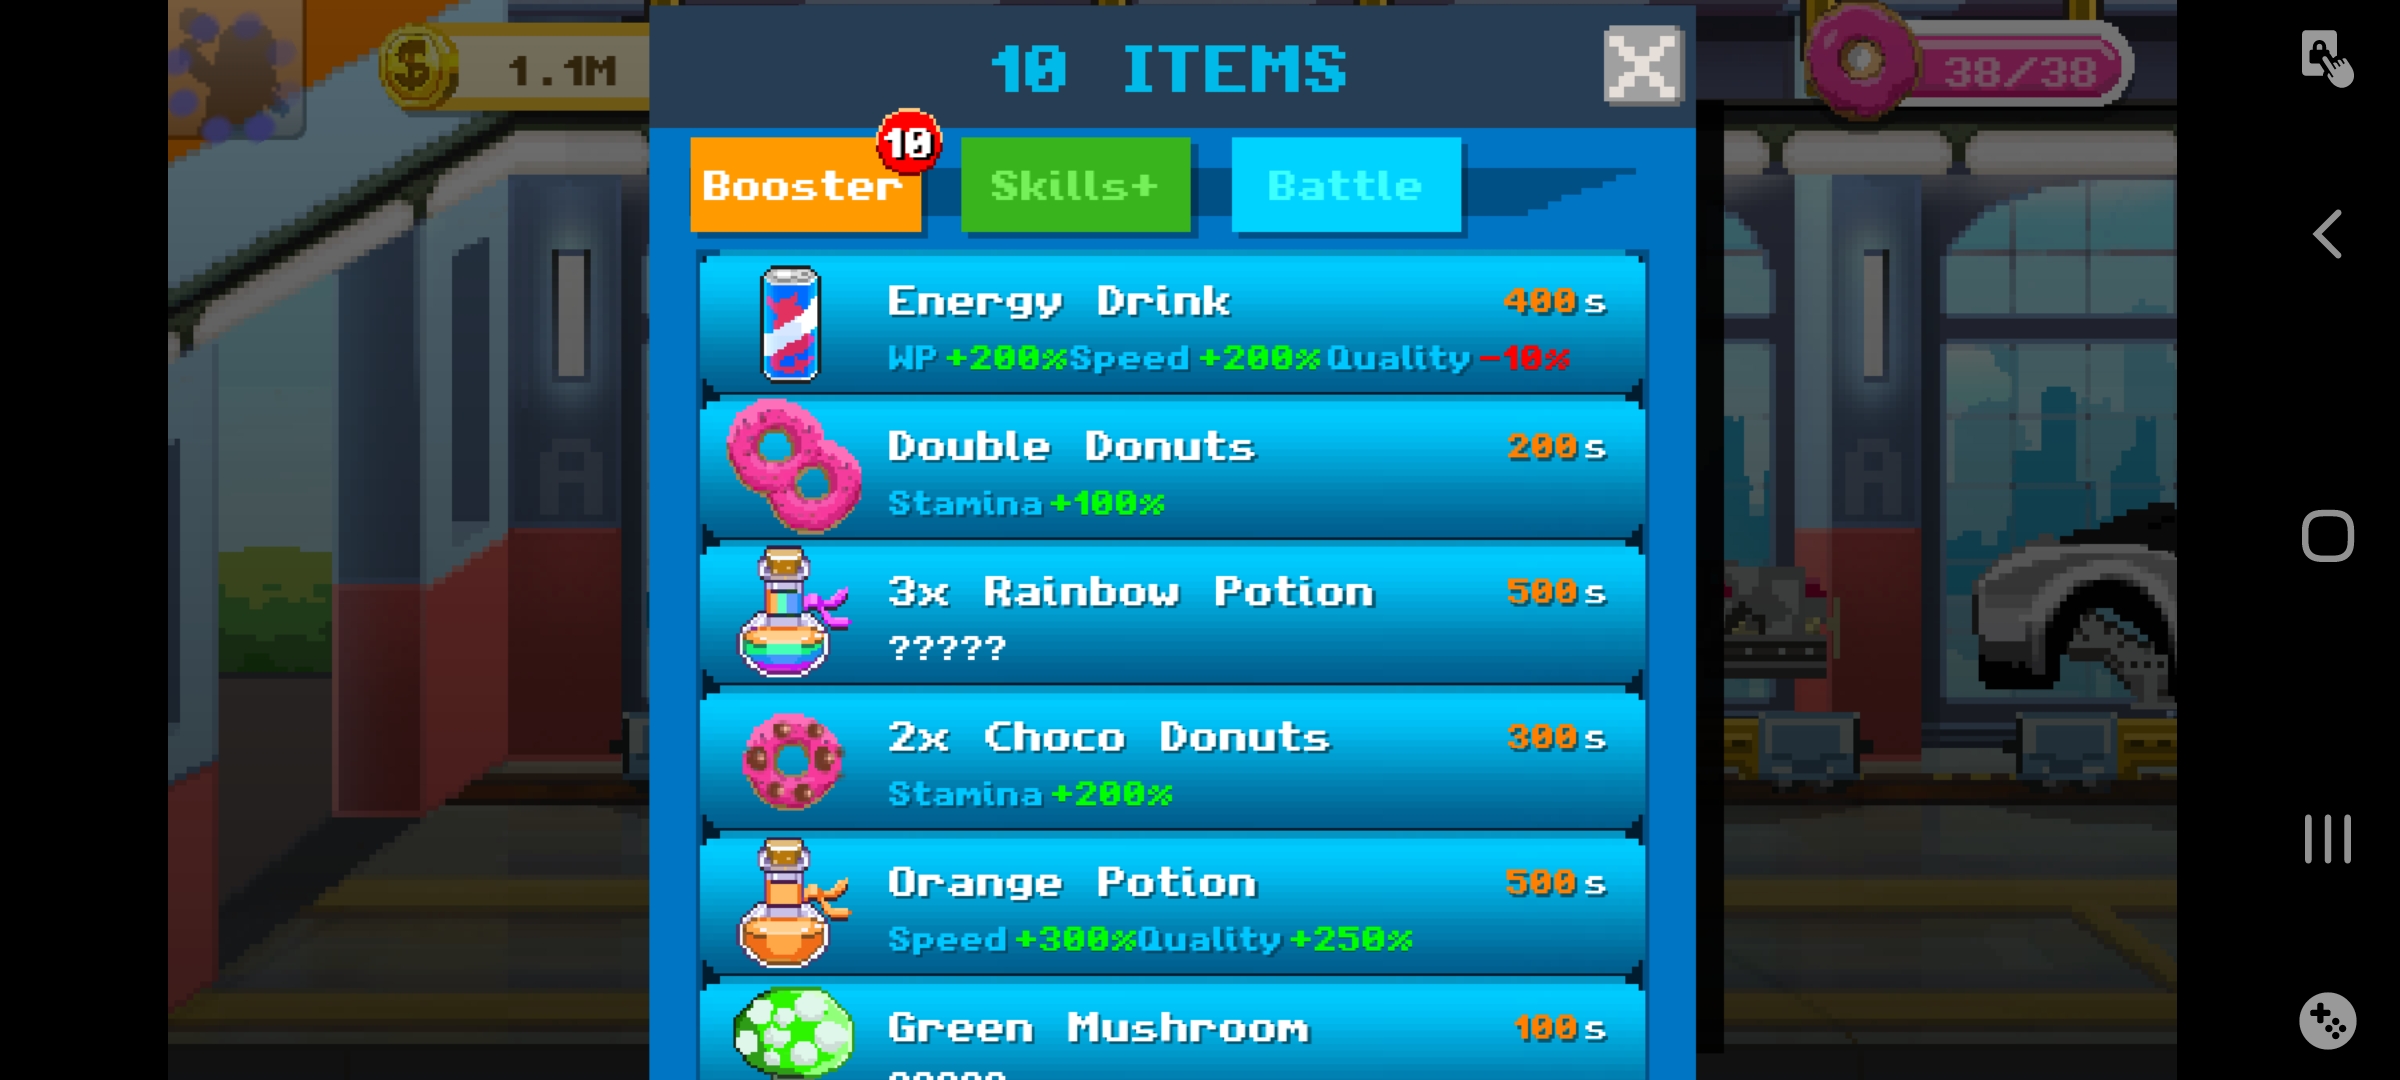 1.1M
10 ITEMS
38/38
10
Booster
Skills+
Battle
Energy Drink 400s
WP +200% Speed +200% Quality -10%
Double Donuts 200s
Stamina +100%
3x Rainbow Potion 500s
?????
2x Choco Donuts 300s
Stamina +200%
Orange Potion 500s
Speed +300% Quality +250%
Green Mushroom 100s
?????
A
A